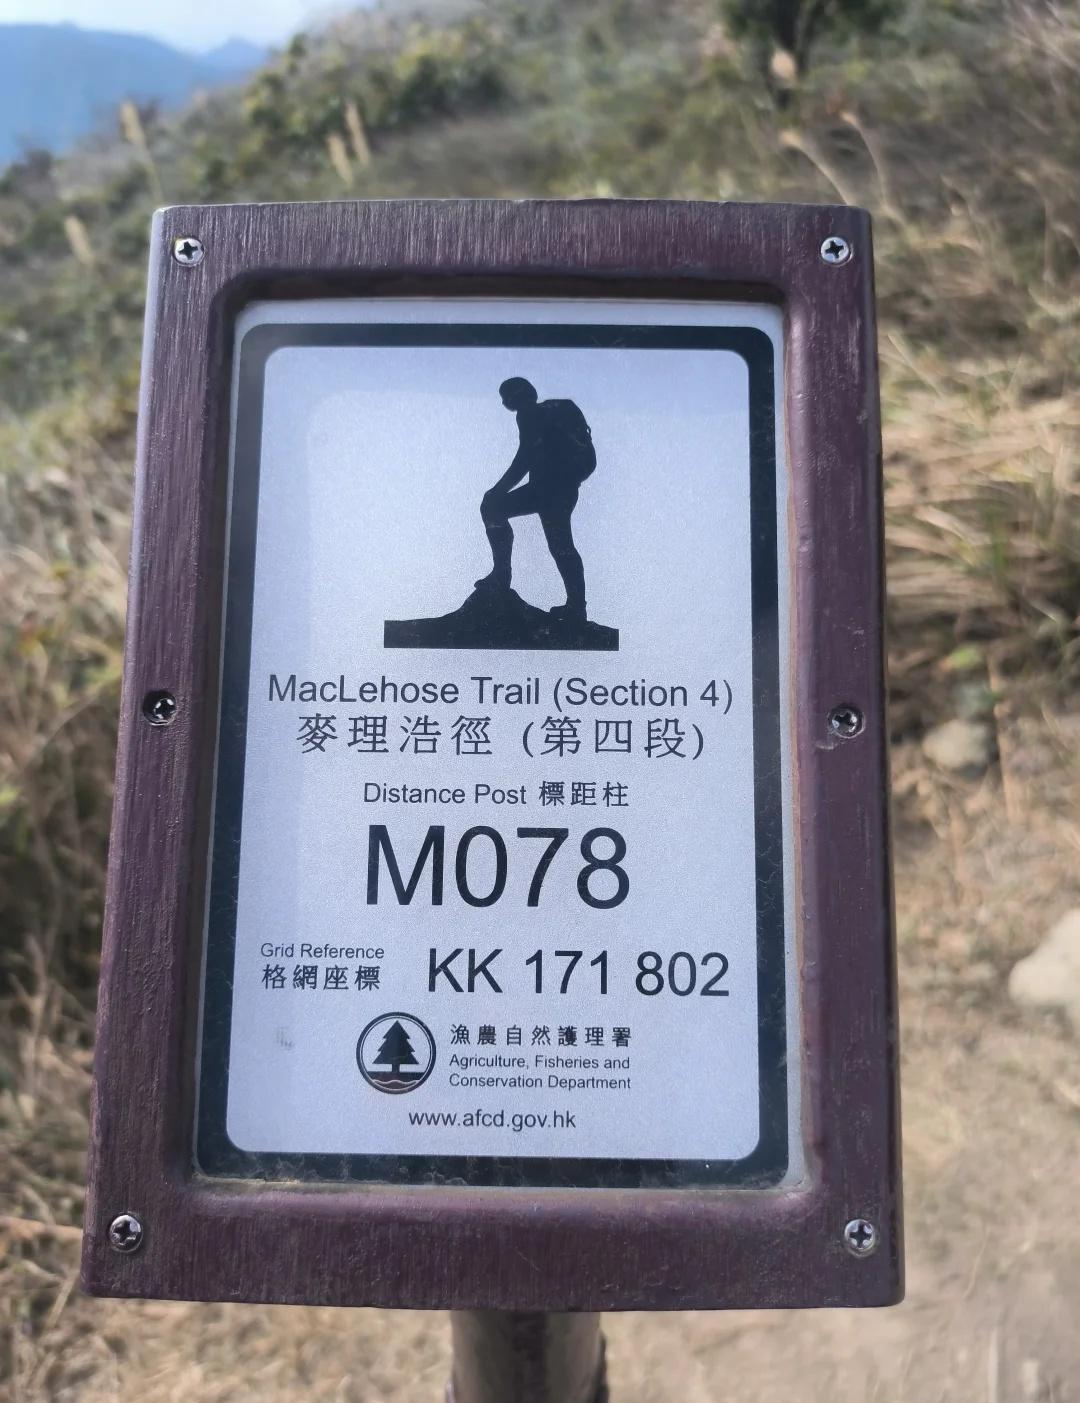 MacLehose Trail (Section 4)
麥理浩徑 (第四段)
Distance Post 標距柱
M078
Grid Reference
格網座標
KK 171 802
漁農自然護理署
Agriculture, Fisheries and
Conservation Department
www.afcd.gov.hk